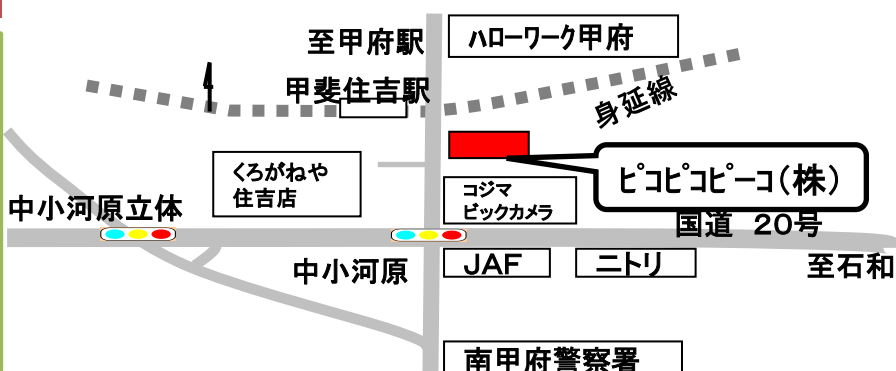 至甲府駅
ﾊﾛｰﾜｰｸ甲府
甲斐住吉駅
身延線
くろがねや
住吉店
コジマ
ビックカメラ
ﾋﾟｺﾋﾟｺﾋﾟｰｺ（株）
中小河原立体
国道　２０号
中小河原
ＪＡＦ
ニトリ
至石和
南甲府警察署